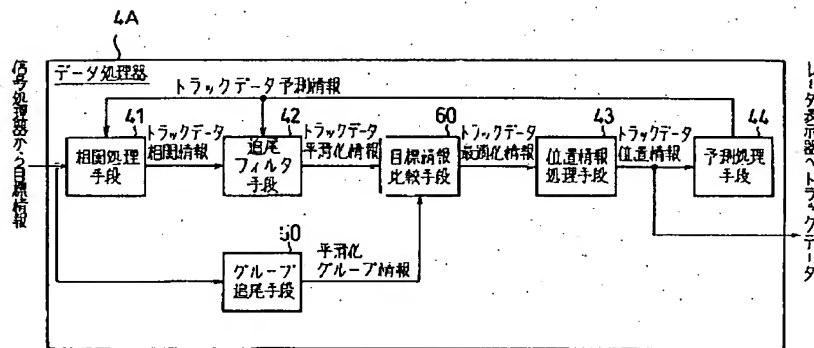 4A
データ処理器
トラックデータ予測情報
信号処理器から目標情報
41
相関処理
手段
トラックデータ
相関情報
42
追尾
フィルタ
手段
トラックデータ
平滑化情報
60
目標情報
比較手段
トラックデータ
最適化情報
43
位置情報
処理手段
トラックデータ
位置情報
44
予測処理
手段
レーダ表示器へトラックデータ
50
グループ
追尾手段
平滑化
グループ情報